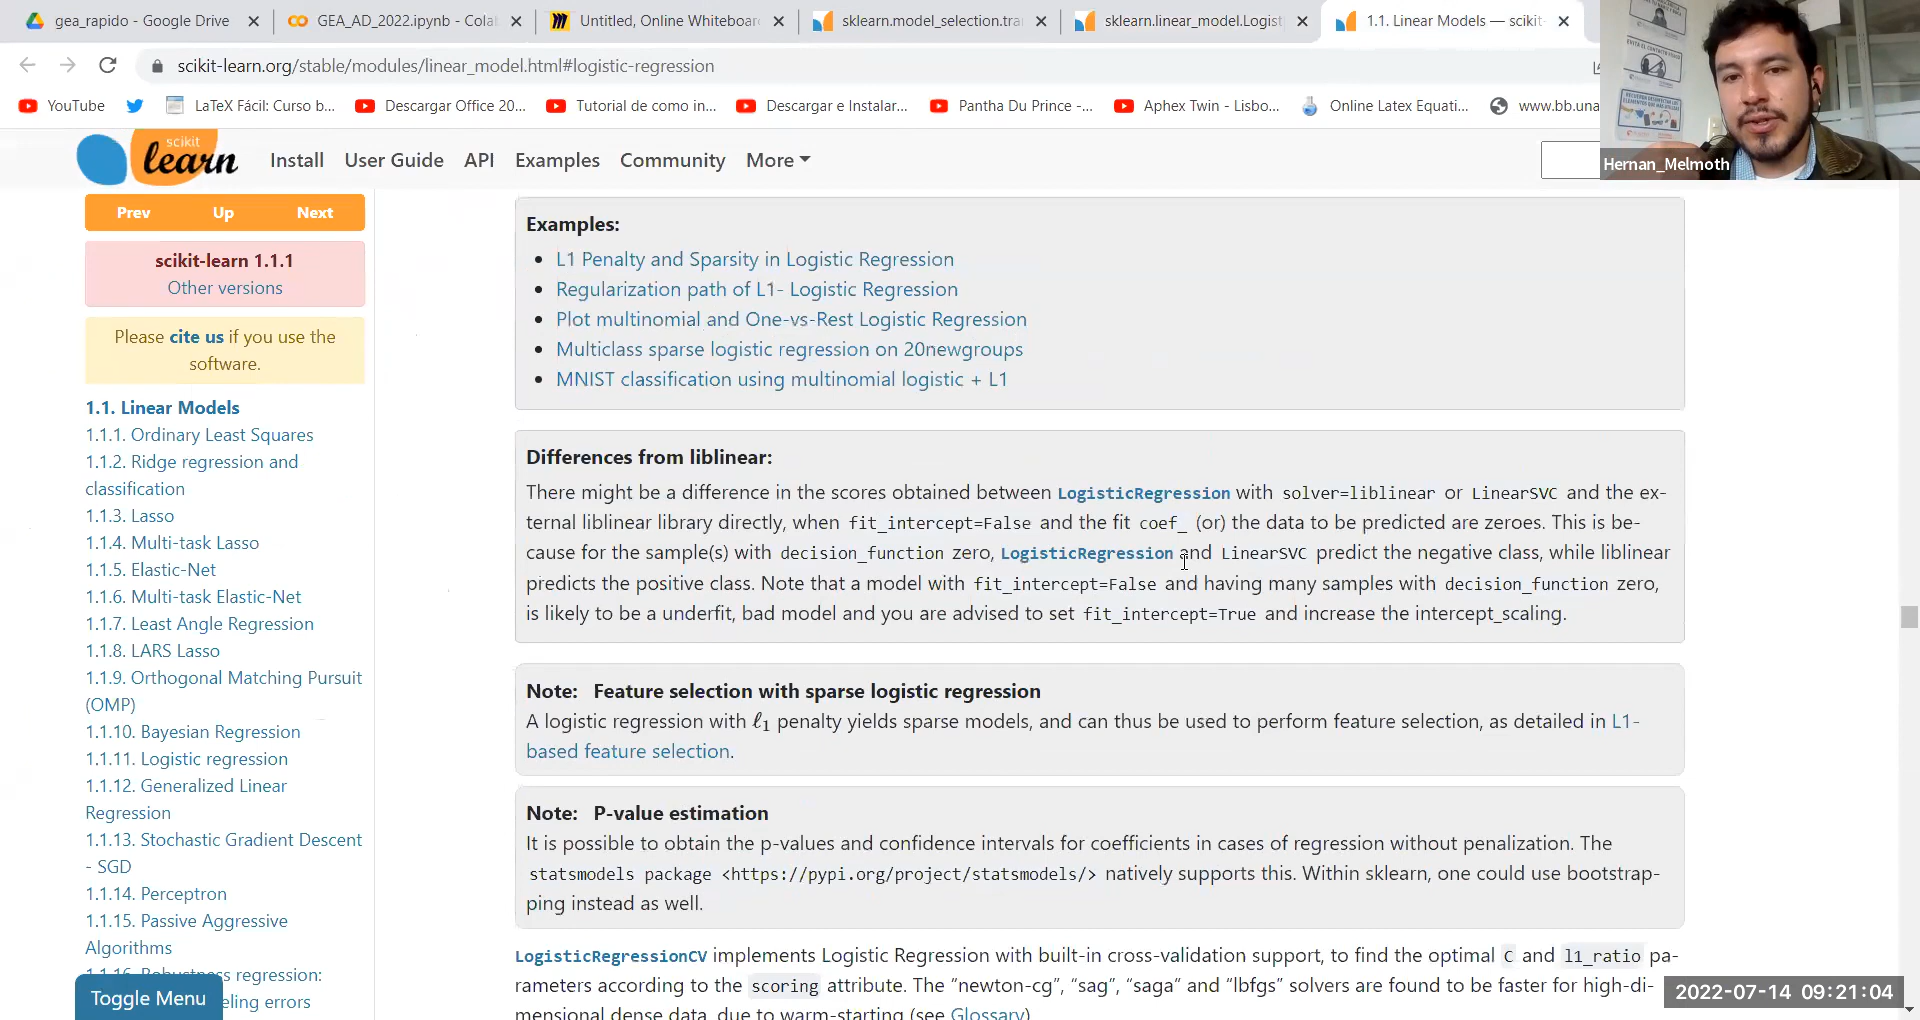 gea_rapido - Google Drive
GEA_AD_2022.ipynb - Cola
Untitled, Online Whiteboar
sklearn.model_selection.tra
sklearn.linear_model.Logist
1.1. Linear Models — scikit-
scikit-learn.org/stable/modules/linear_model.html#logistic-regression
YouTube
LaTeX Fácil: Curso b...
Descargar Office 20...
Tutorial de como in...
Descargar e Instalar...
Pantha Du Prince -...
Aphex Twin - Lisbo...
Online Latex Equati...
www.bb.una
Hernan_Melmoth
scikit
learn
Install
User Guide
API
Examples
Community
More
Prev
Up
Next
scikit-learn 1.1.1
Other versions
Please cite us if you use the
software.
1.1. Linear Models
1.1.1. Ordinary Least Squares
1.1.2. Ridge regression and
classification
1.1.3. Lasso
1.1.4. Multi-task Lasso
1.1.5. Elastic-Net
1.1.6. Multi-task Elastic-Net
1.1.7. Least Angle Regression
1.1.8. LARS Lasso
1.1.9. Orthogonal Matching Pursuit
(OMP)
1.1.10. Bayesian Regression
1.1.11. Logistic regression
1.1.12. Generalized Linear
Regression
1.1.13. Stochastic Gradient Descent
- SGD
1.1.14. Perceptron
1.1.15. Passive Aggressive
Algorithms
1.1.16. Robustness regression:
eling errors
Toggle Menu
Examples:
L1 Penalty and Sparsity in Logistic Regression
Regularization path of L1- Logistic Regression
Plot multinomial and One-vs-Rest Logistic Regression
Multiclass sparse logistic regression on 20newgroups
MNIST classification using multinomial logistic + L1
Differences from liblinear:
There might be a difference in the scores obtained between LogisticRegression with solver=liblinear or LinearSVC and the ex-
ternal liblinear library directly, when fit_intercept=False and the fit coef_ (or) the data to be predicted are zeroes. This is be-
cause for the sample(s) with decision_function zero, LogisticRegression and LinearSVC predict the negative class, while liblinear
predicts the positive class. Note that a model with fit_intercept=False and having many samples with decision_function zero,
is likely to be a underfit, bad model and you are advised to set fit_intercept=True and increase the intercept_scaling.
Note: Feature selection with sparse logistic regression
A logistic regression with ℓ1 penalty yields sparse models, and can thus be used to perform feature selection, as detailed in L1-
based feature selection.
Note: P-value estimation
It is possible to obtain the p-values and confidence intervals for coefficients in cases of regression without penalization. The
statsmodels package <https://pypi.org/project/statsmodels/> natively supports this. Within sklearn, one could use bootstrap-
ping instead as well.
LogisticRegressionCV implements Logistic Regression with built-in cross-validation support, to find the optimal C and l1_ratio pa-
rameters according to the scoring attribute. The “newton-cg”, “sag”, “saga” and “lbfgs” solvers are found to be faster for high-di-
mensional dense data, due to warm-starting (see Glossary)
2022-07-14 09:21:04